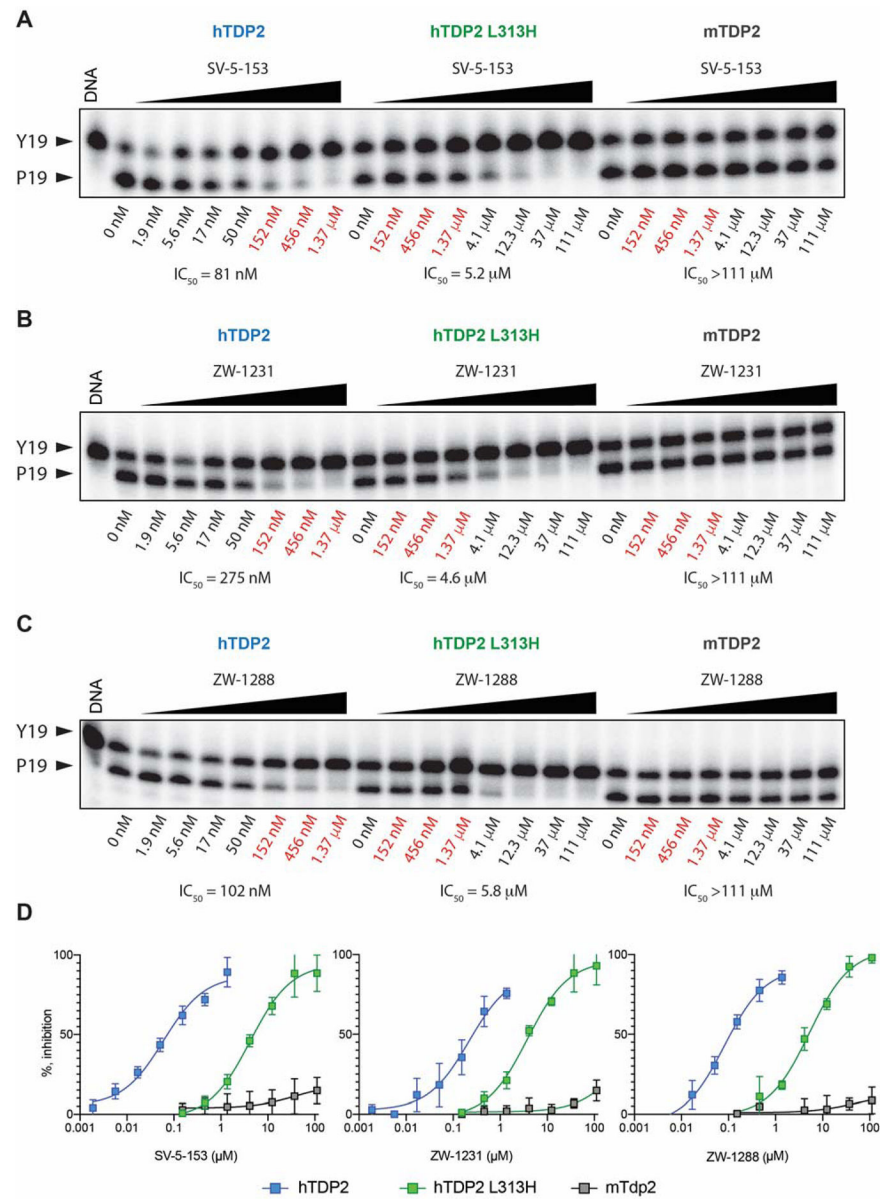 A
hTDP2 hTDP2 L313H mTDP2
DNA SV-5-153 SV-5-153 SV-5-153
Y19
P19
0 nM 1.9 nM 5.6 nM 17 nM 50 nM 152 nM 456 nM 1.37 μM 0 nM 152 nM 456 nM 1.37 μM 4.1 μM 12.3 μM 37 μM 111 μM 0 nM 152 nM 456 nM 1.37 μM 4.1 μM 12.3 μM 37 μM 111 μM
IC50 = 81 nM IC50 = 5.2 μM IC50 >111 μM
B
hTDP2 hTDP2 L313H mTDP2
DNA ZW-1231 ZW-1231 ZW-1231
Y19
P19
0 nM 1.9 nM 5.6 nM 17 nM 50 nM 152 nM 456 nM 1.37 μM 0 nM 152 nM 456 nM 1.37 μM 4.1 μM 12.3 μM 37 μM 111 μM 0 nM 152 nM 456 nM 1.37 μM 4.1 μM 12.3 μM 37 μM 111 μM
IC50 = 275 nM IC50 = 4.6 μM IC50 >111 μM
C
hTDP2 hTDP2 L313H mTDP2
DNA ZW-1288 ZW-1288 ZW-1288
Y19
P19
0 nM 1.9 nM 5.6 nM 17 nM 50 nM 152 nM 456 nM 1.37 μM 0 nM 152 nM 456 nM 1.37 μM 4.1 μM 12.3 μM 37 μM 111 μM 0 nM 152 nM 456 nM 1.37 μM 4.1 μM 12.3 μM 37 μM 111 μM
IC50 = 102 nM IC50 = 5.8 μM IC50 >111 μM
D
%, inhibition
100 100 100
50 50 50
0 0 0
0.001 0.01 0.1 1 10 100 0.001 0.01 0.1 1 10 100 0.001 0.01 0.1 1 10 100
SV-5-153 (μM) ZW-1231 (μM) ZW-1288 (μM)
hTDP2 hTDP2 L313H mTdp2